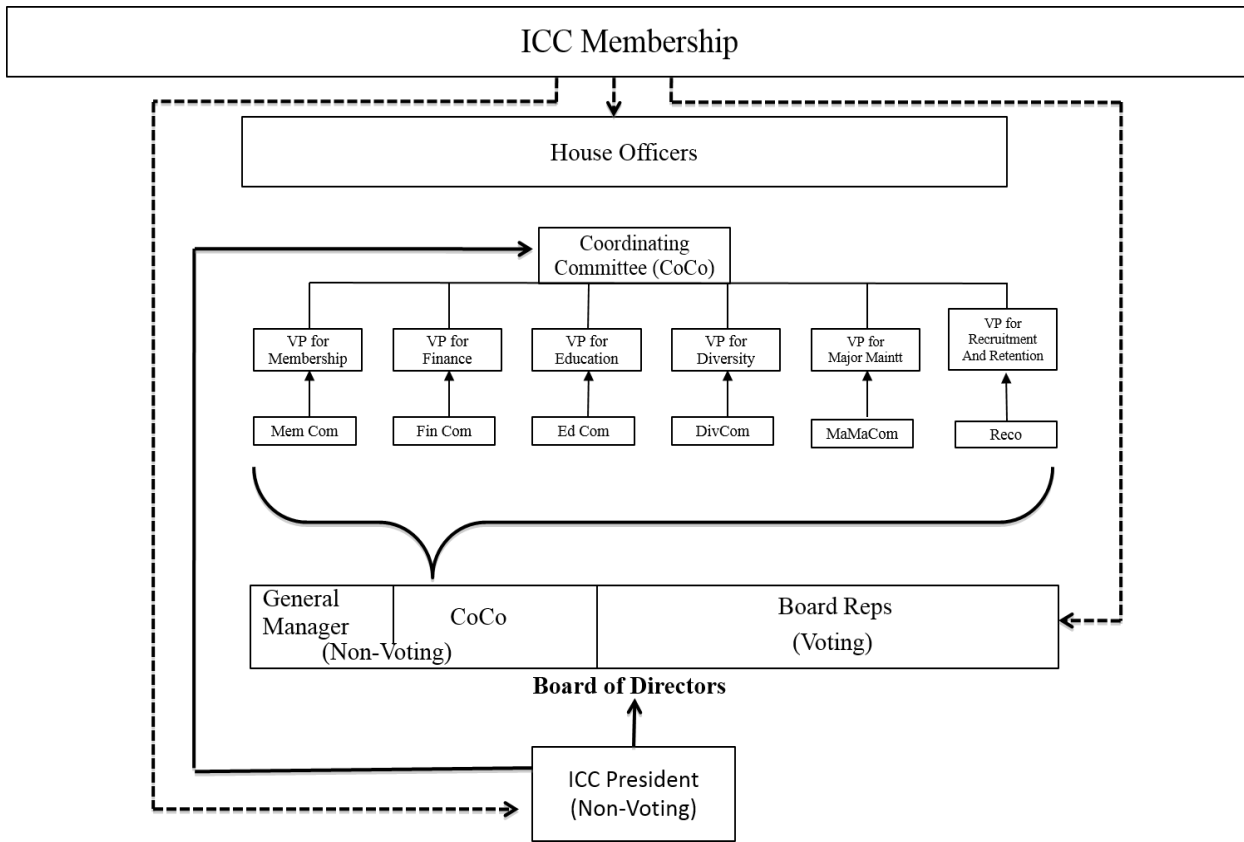 ICC Membership
House Officers
Coordinating
Committee (CoCo)
VP for
Membership
VP for
Finance
VP for
Education
VP for
Diversity
VP for
Major Maintt
VP for
Recruitment
And Retention
Mem Com
Fin Com
Ed Com
DivCom
MaMaCom
Reco
General
Manager
CoCo
(Non-Voting)
Board Reps
(Voting)
Board of Directors
ICC President
(Non-Voting)